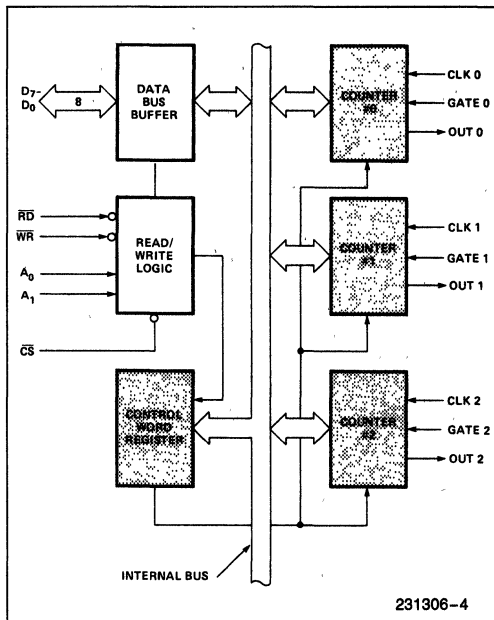 D7-
D0
8
DATA
BUS
BUFFER
COUNTER
#0
CLK 0
GATE 0
OUT 0
RD
WR
A0
A1
CS
READ/
WRITE
LOGIC
COUNTER
#1
CLK 1
GATE 1
OUT 1
CONTROL
WORD
REGISTER
COUNTER
#2
CLK 2
GATE 2
OUT 2
INTERNAL BUS
231306-4